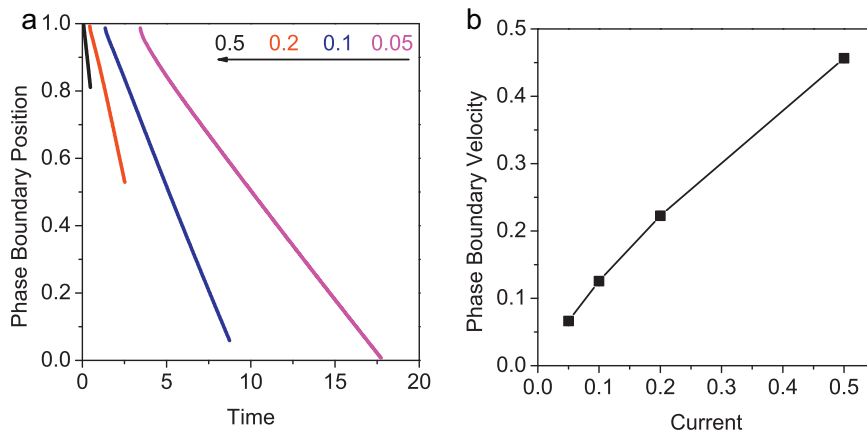 a
0.5 0.2 0.1 0.05
1.0
0.8
0.6
0.4
0.2
0.0
Phase Boundary Position
0 5 10 15 20
Time
b
0.5
0.4
0.3
0.2
0.1
0.0
Phase Boundary Velocity
0.0 0.1 0.2 0.3 0.4 0.5
Current